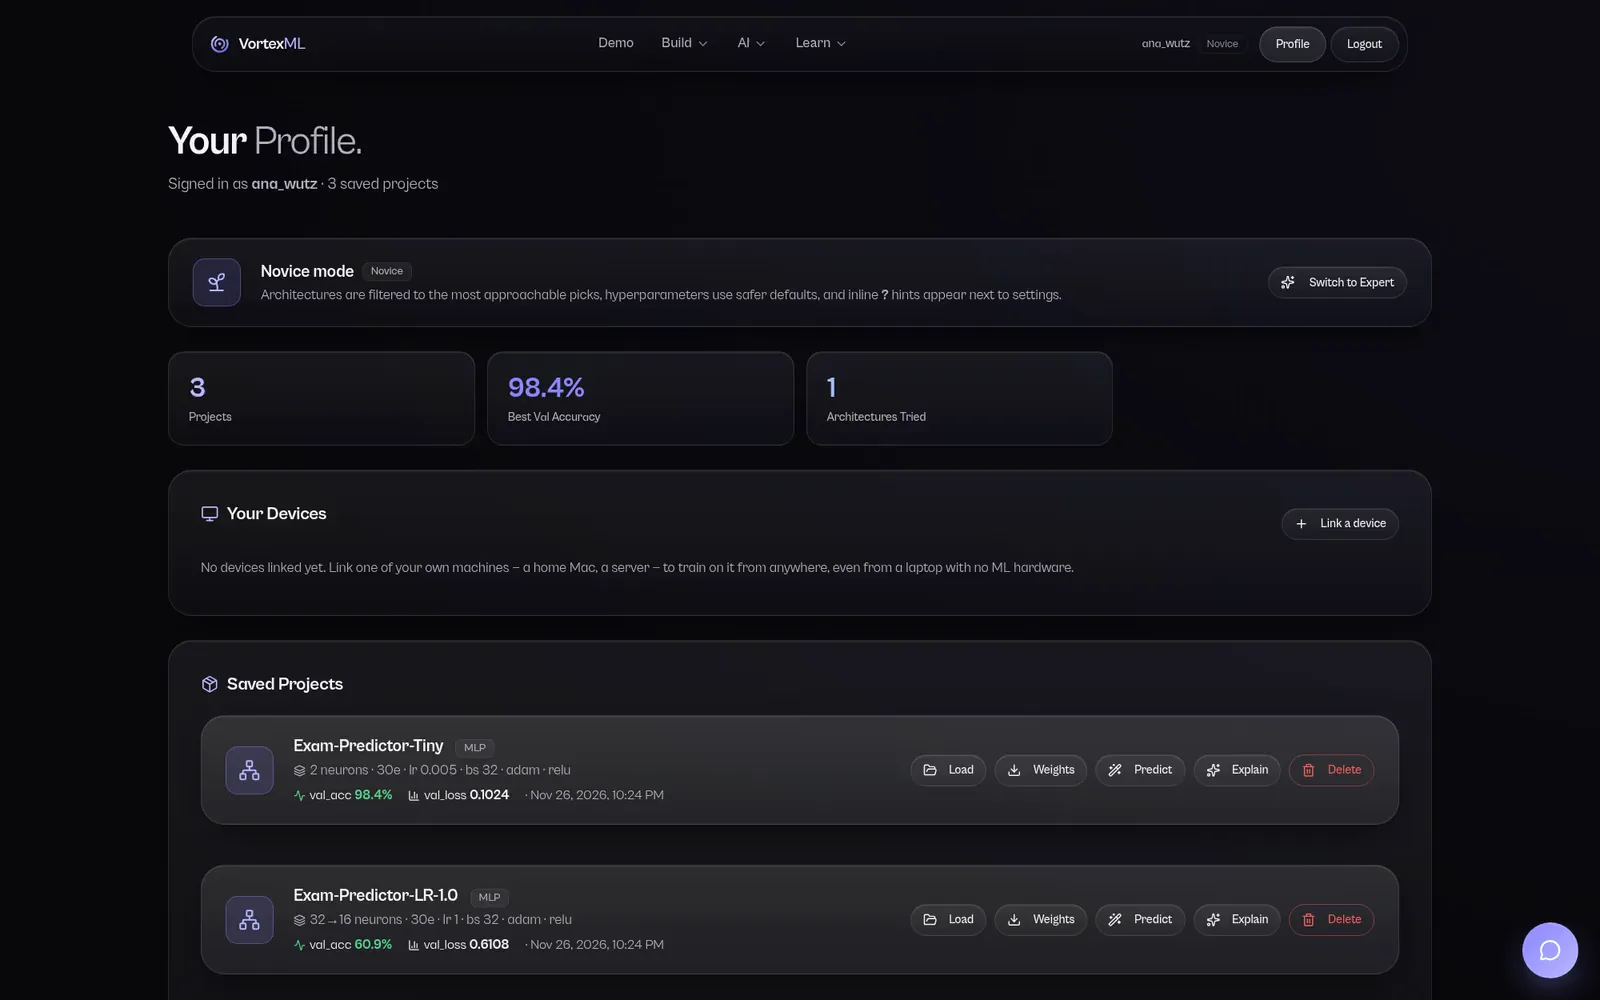 VortexML
Demo
Build
AI
Learn
ana_wutz
Novice
Profile
Logout
Your Profile.
Signed in as ana_wutz · 3 saved projects
Novice mode
Novice
Architectures are filtered to the most approachable picks, hyperparameters use safer defaults, and inline ? hints appear next to settings.
Switch to Expert
3
Projects
98.4%
Best Val Accuracy
1
Architectures Tried
Your Devices
Link a device
No devices linked yet. Link one of your own machines – a home Mac, a server – to train on it from anywhere, even from a laptop with no ML hardware.
Saved Projects
Exam-Predictor-Tiny
MLP
2 neurons · 30e · lr 0.005 · bs 32 · adam · relu
val_acc 98.4% val_loss 0.1024 · Nov 26, 2026, 10:24 PM
Load
Weights
Predict
Explain
Delete
Exam-Predictor-LR-1.0
MLP
32→16 neurons · 30e · lr 1 · bs 32 · adam · relu
val_acc 60.9% val_loss 0.6108 · Nov 26, 2026, 10:24 PM
Load
Weights
Predict
Explain
Delete